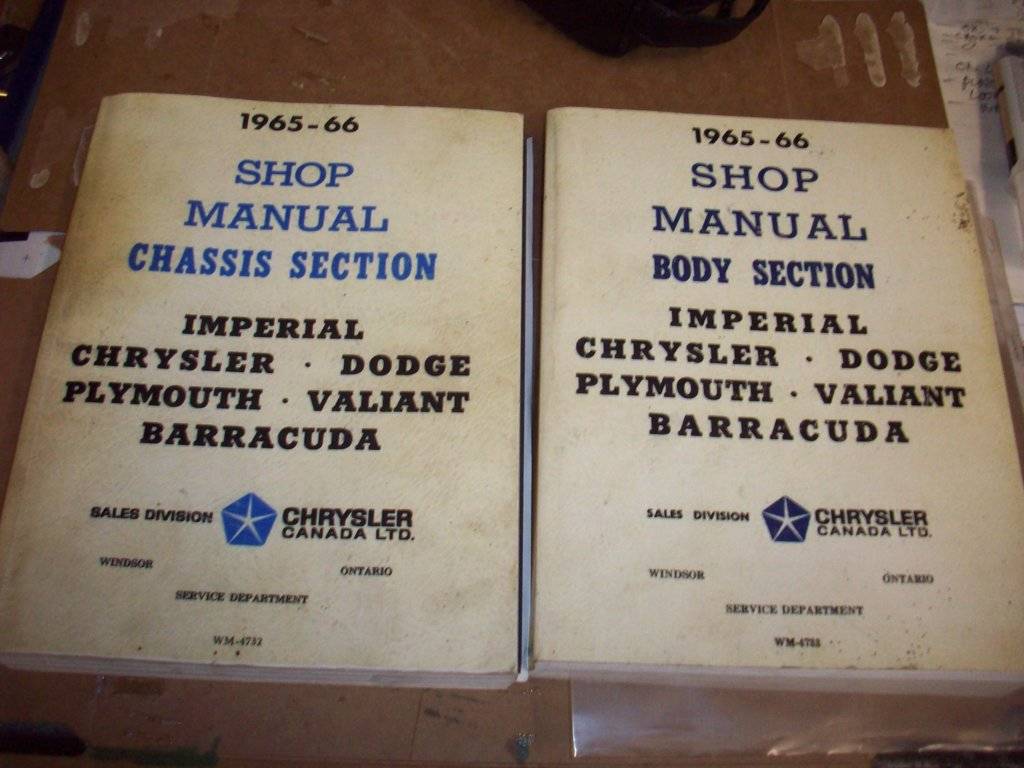 1965-66
SHOP
MANUAL
CHASSIS SECTION
IMPERIAL
CHRYSLER · DODGE
PLYMOUTH · VALIANT
BARRACUDA
SALES DIVISION CHRYSLER
CANADA LTD.
WINDSOR ONTARIO
SERVICE DEPARTMENT
WM-4732
1965-66
SHOP
MANUAL
BODY SECTION
IMPERIAL
CHRYSLER · DODGE
PLYMOUTH · VALIANT
BARRACUDA
SALES DIVISION CHRYSLER
CANADA LTD.
WINDSOR ONTARIO
SERVICE DEPARTMENT